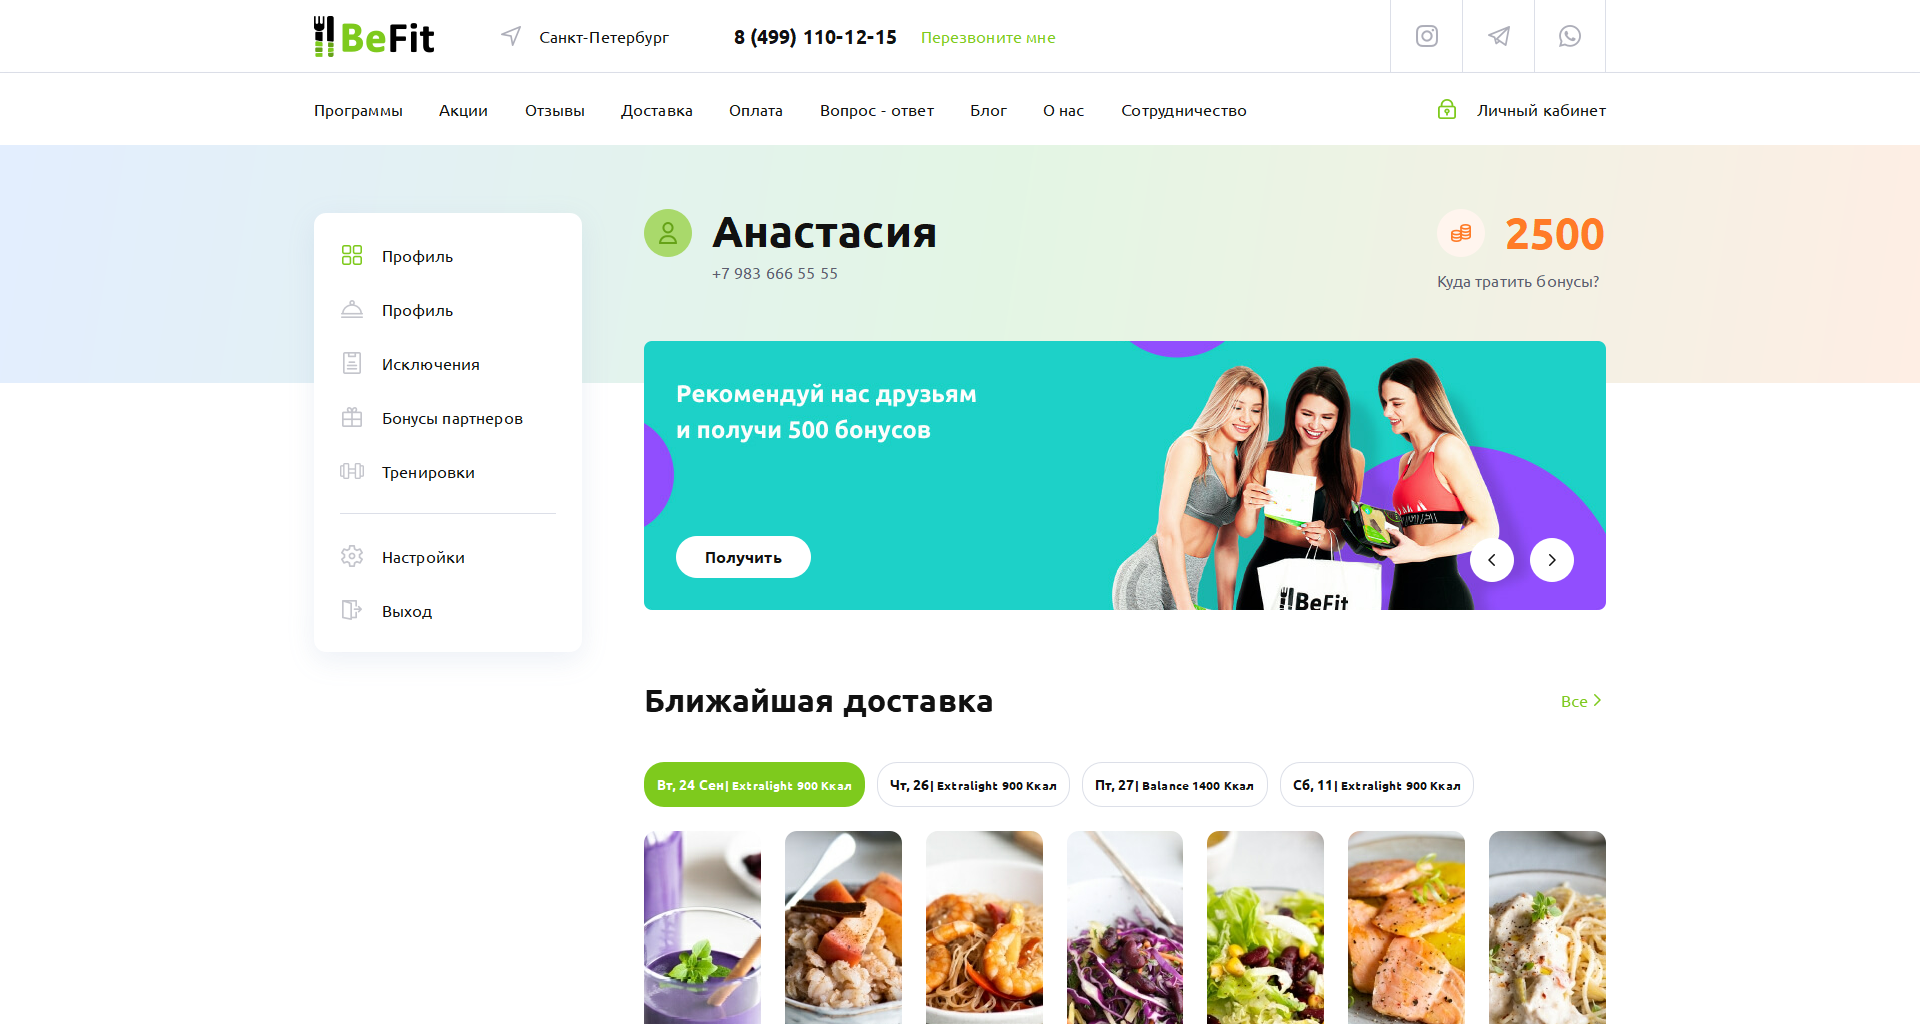 BeFit
Санкт-Петербург
8 (499) 110-12-15
Перезвоните мне
Программы
Акции
Отзывы
Доставка
Оплата
Вопрос - ответ
Блог
О нас
Сотрудничество
Личный кабинет
Профиль
Профиль
Исключения
Бонусы партнеров
Тренировки
Настройки
Выход
Анастасия
+7 983 666 55 55
2500
Куда тратить бонусы?
Рекомендуй нас друзьям
и получи 500 бонусов
Получить
BeFit
Ближайшая доставка
Все
Вт, 24 Сен| Extralight 900 Ккал
Чт, 26| Extralight 900 Ккал
Пт, 27| Balance 1400 Ккал
Сб, 11| Extralight 900 Ккал